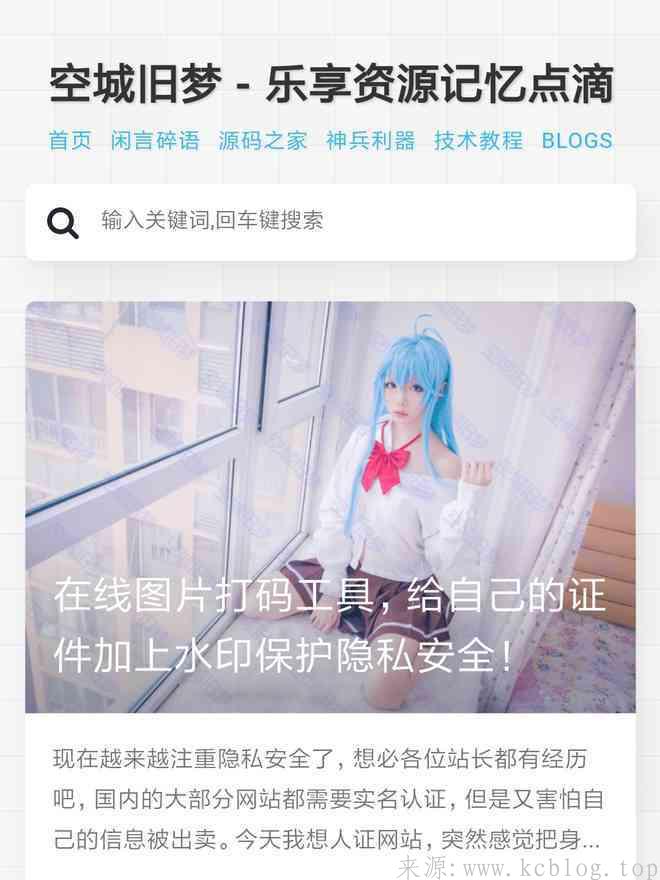 空城旧梦 - 乐享资源记忆点滴
首页 闲言碎语 源码之家 神兵利器 技术教程 BLOGS
输入关键词,回车键搜索
在线图片打码工具，给自己的证
件加上水印保护隐私安全！
现在越来越注重隐私安全了，想必各位站长都有经历
吧，国内的大部分网站都需要实名认证，但是又害怕自
己的信息被出卖。今天我想人证网站，突然感觉把身...
来源:www.kcblog.top